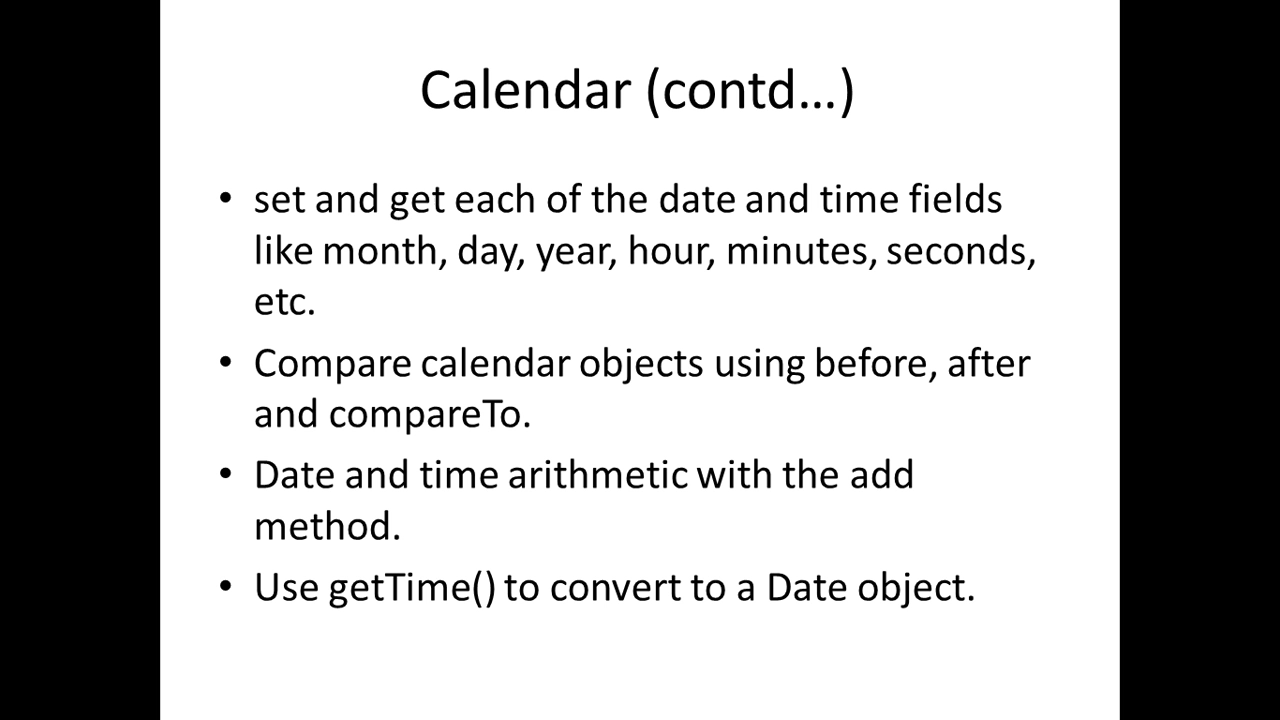 Calendar (contd…)
• set and get each of the date and time fields
like month, day, year, hour, minutes, seconds,
etc.
• Compare calendar objects using before, after
and compareTo.
• Date and time arithmetic with the add
method.
• Use getTime() to convert to a Date object.